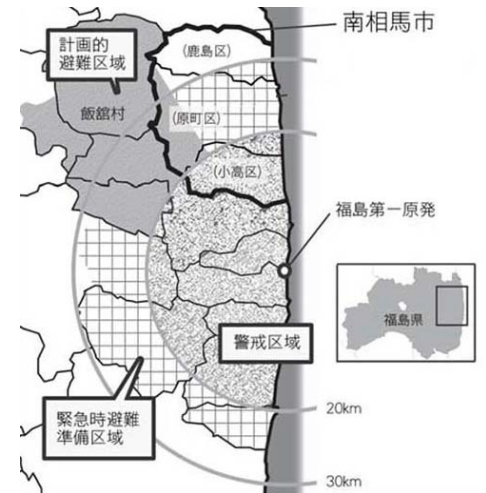 南相馬市
計画的
避難区域
(鹿島区)
飯舘村
(原町区)
(小高区)
福島第一原発
福島県
警戒区域
緊急時避難
準備区域
20km
30km